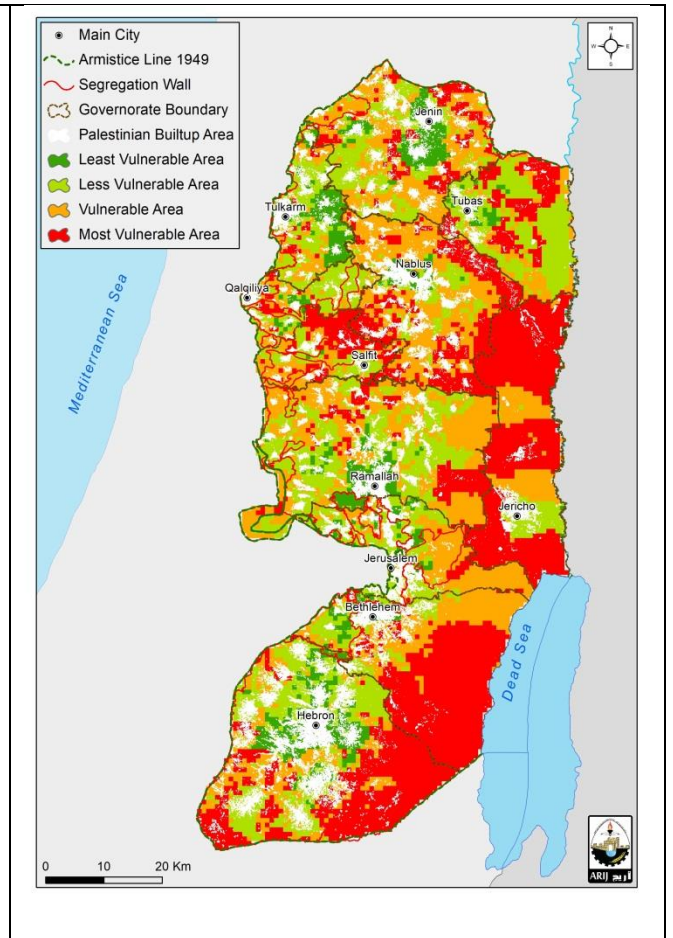 Main City
Armistice Line 1949
Segregation Wall
Governorate Boundary
Palestinian Builtup Area
Least Vulnerable Area
Less Vulnerable Area
Vulnerable Area
Most Vulnerable Area
N
W
E
S
Jenin
Tulkarm
Tubas
Nablus
Qalqiliya
Salfit
Mediterranean Sea
Ramallah
Jericho
Jerusalem
Bethlehem
Dead Sea
Hebron
0 10 20 Km
ARIJ أريج